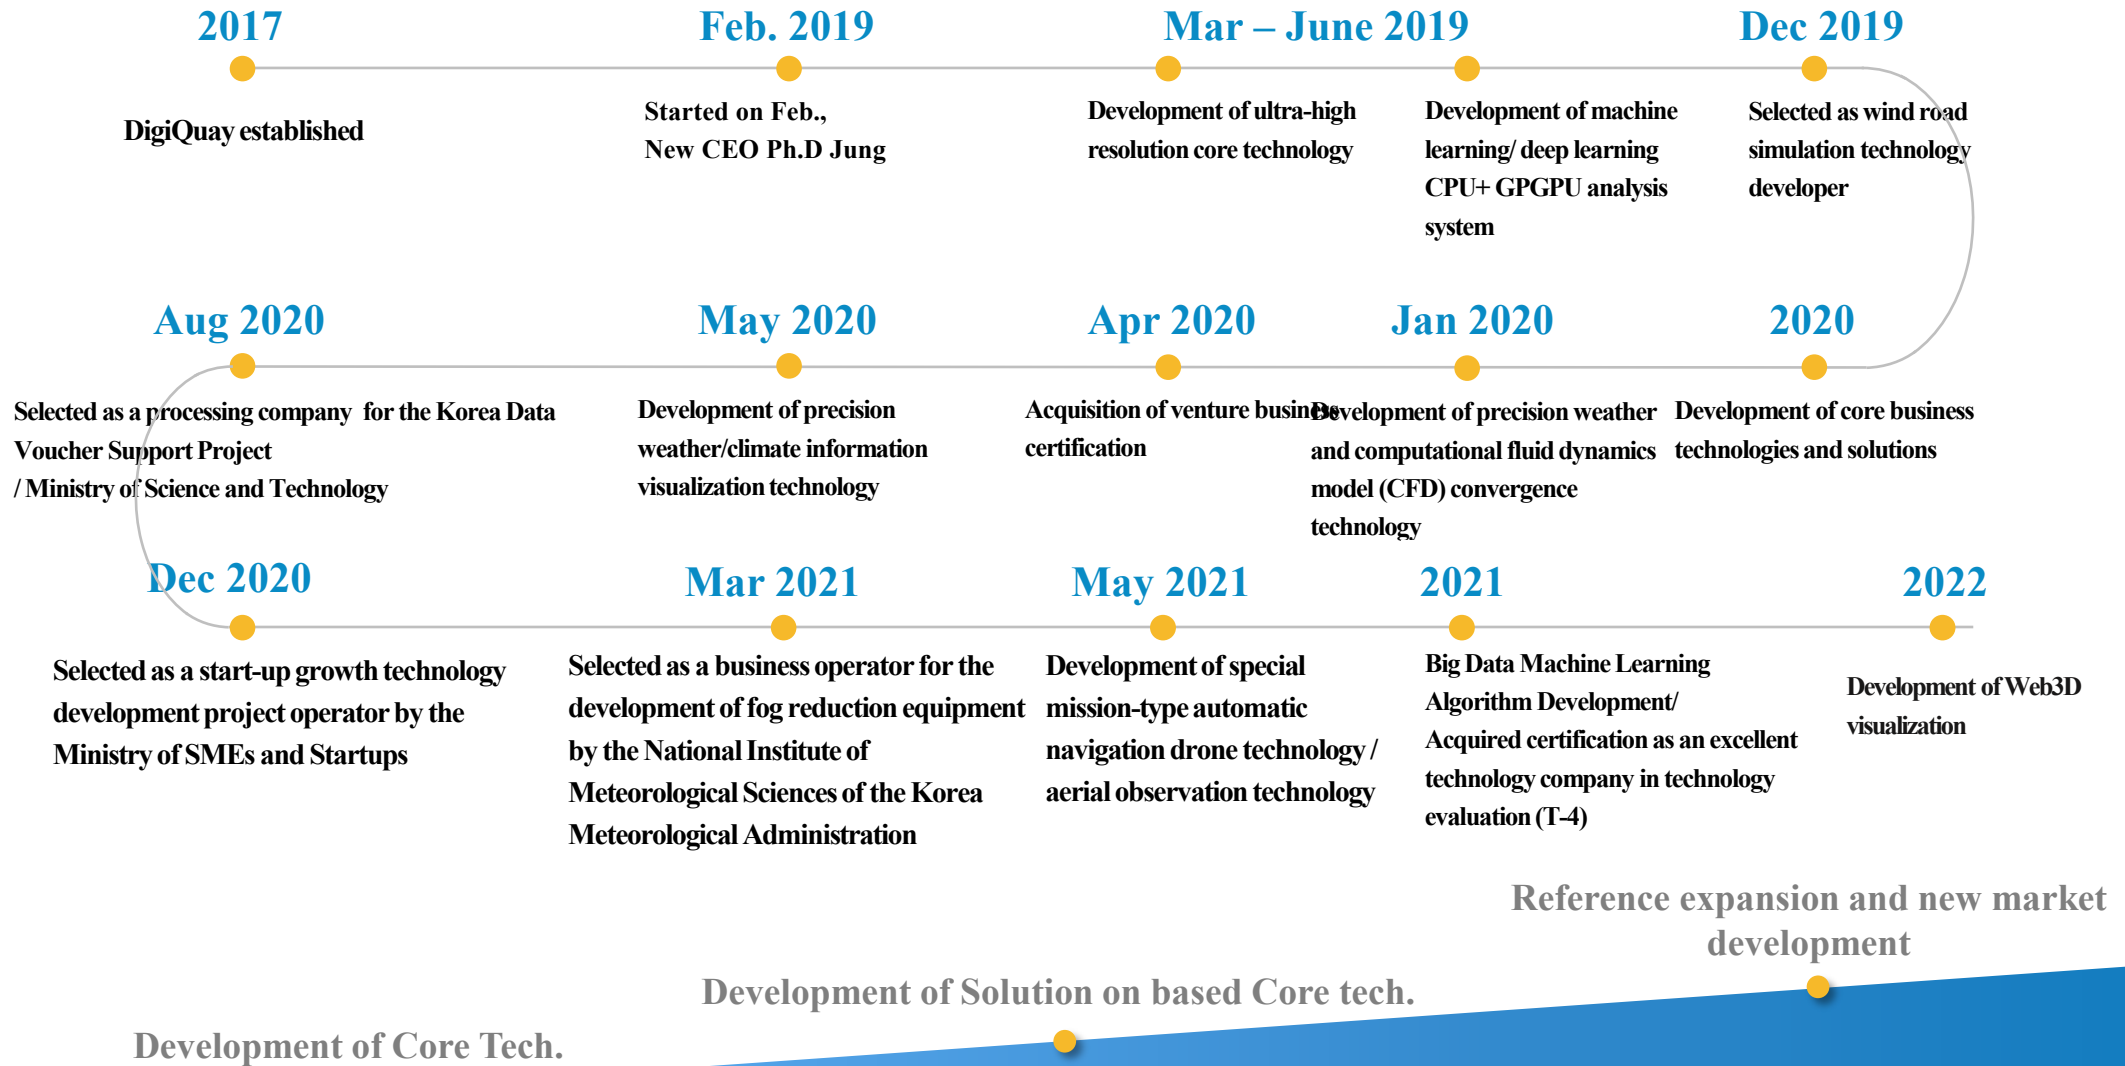 2017
DigiQuay established
Feb. 2019
Started on Feb.,
New CEO Ph.D Jung
Mar – June 2019
Development of ultra-high
resolution core technology
Development of machine
learning/ deep learning
CPU+ GPGPU analysis
system
Dec 2019
Selected as wind road
simulation technology
developer
Aug 2020
Selected as a processing company for the Korea Data
Voucher Support Project
/ Ministry of Science and Technology
May 2020
Development of precision
weather/climate information
visualization technology
Apr 2020
Acquisition of venture business
certification
Jan 2020
Development of precision weather
and computational fluid dynamics
model (CFD) convergence
technology
2020
Development of core business
technologies and solutions
Dec 2020
Selected as a start-up growth technology
development project operator by the
Ministry of SMEs and Startups
Mar 2021
Selected as a business operator for the
development of fog reduction equipment
by the National Institute of
Meteorological Sciences of the Korea
Meteorological Administration
May 2021
Development of special
mission-type automatic
navigation drone technology /
aerial observation technology
2021
Big Data Machine Learning
Algorithm Development/
Acquired certification as an excellent
technology company in technology
evaluation (T-4)
2022
Development of Web3D
visualization
Reference expansion and new market
development
Development of Solution on based Core tech.
Development of Core Tech.